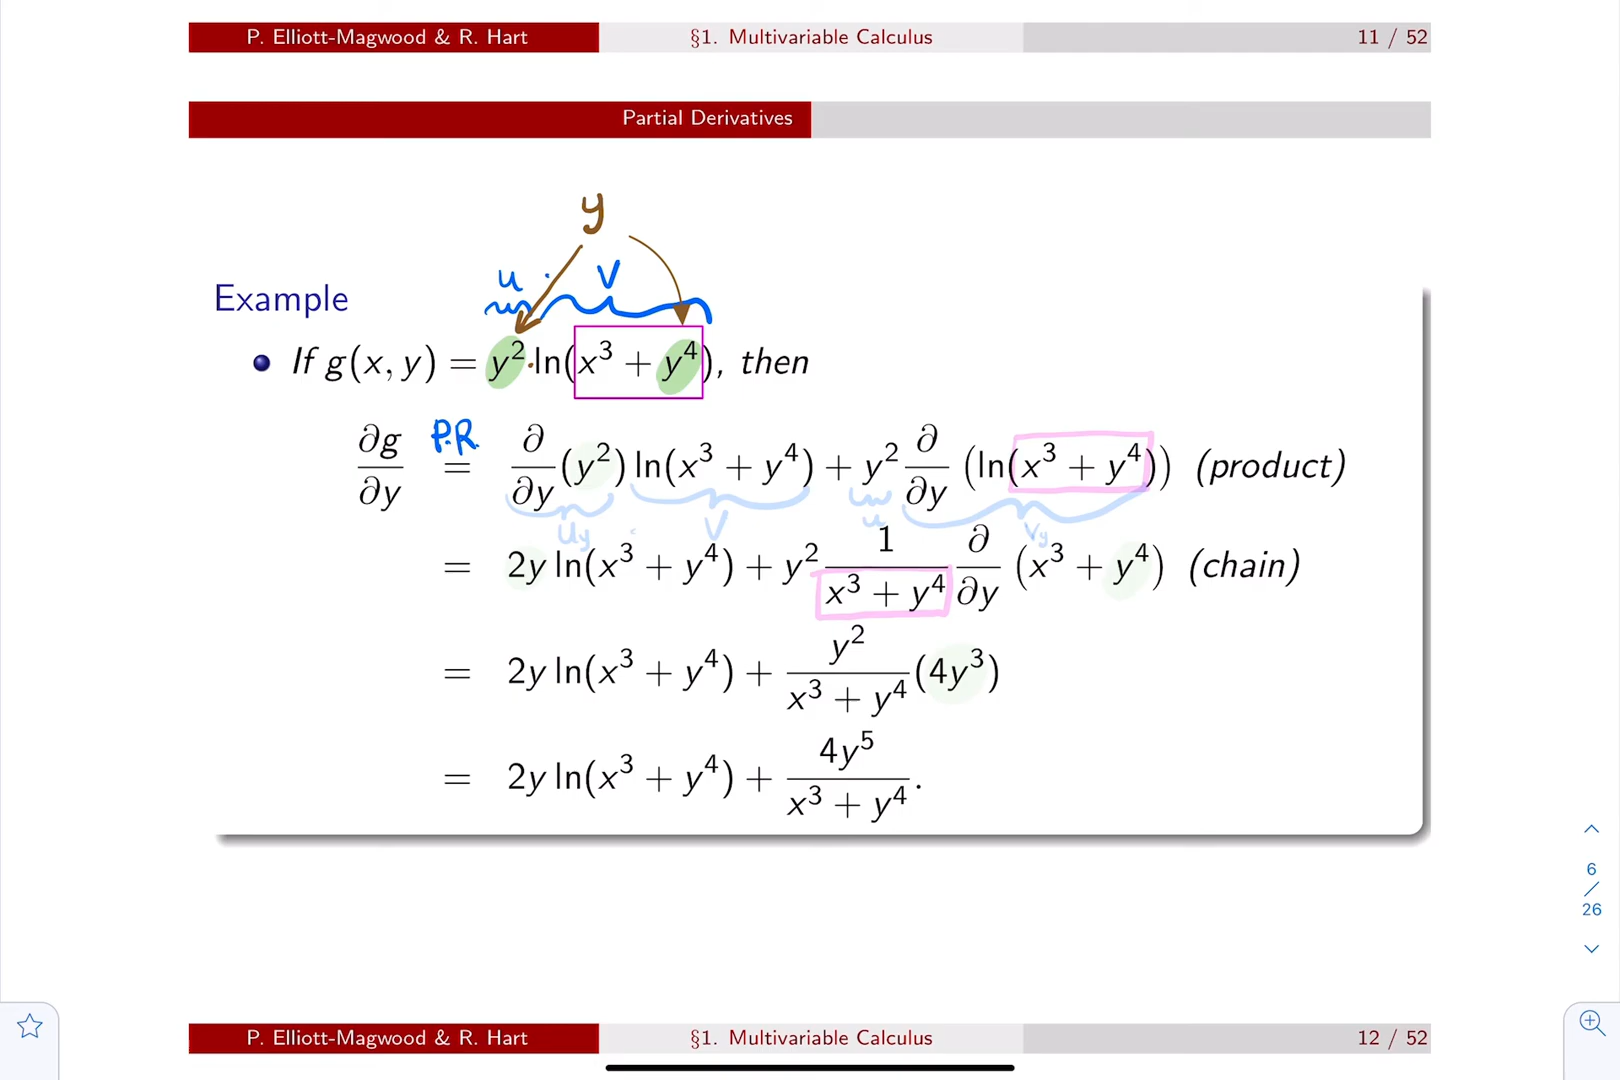 P. Elliott-Magwood & R. Hart §1. Multivariable Calculus 11 / 52
Partial Derivatives
y
u · v
Example
• If g(x, y) = y² · ln(x³ + y⁴), then
∂g/∂y P.R. = ∂/∂y (y²) ln(x³ + y⁴) + y² ∂/∂y (ln(x³ + y⁴)) (product)
u_y v u v_y
= 2y ln(x³ + y⁴) + y² 1/(x³ + y⁴) ∂/∂y (x³ + y⁴) (chain)
= 2y ln(x³ + y⁴) + y²/(x³ + y⁴) (4y³)
= 2y ln(x³ + y⁴) + 4y⁵/(x³ + y⁴).
6 / 26
P. Elliott-Magwood & R. Hart §1. Multivariable Calculus 12 / 52